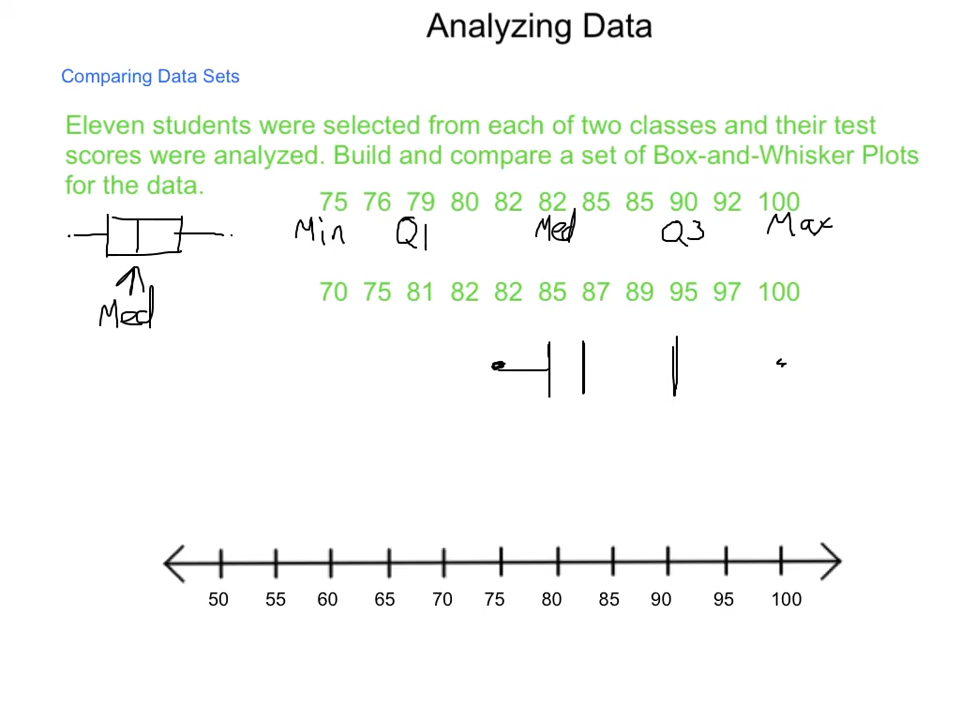 Analyzing Data
Comparing Data Sets
Eleven students were selected from each of two classes and their test
scores were analyzed. Build and compare a set of Box-and-Whisker Plots
for the data.
75 76 79 80 82 82 85 85 90 92 100
Min Q1 Med Q3 Max
70 75 81 82 82 85 87 89 95 97 100
Med
50 55 60 65 70 75 80 85 90 95 100